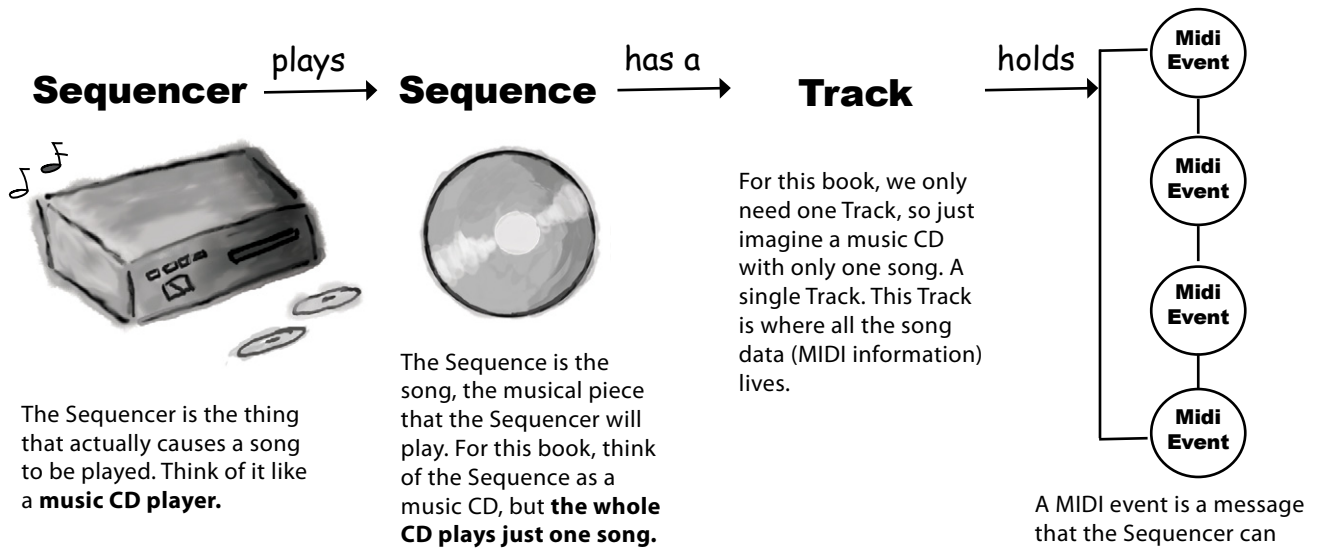 Sequencer
plays
Sequence
has a
Track
holds
Midi
Event
Midi
Event
Midi
Event
Midi
Event
The Sequencer is the thing
that actually causes a song
to be played. Think of it like
a music CD player.
The Sequence is the
song, the musical piece
that the Sequencer will
play. For this book, think
of the Sequence as a
music CD, but the whole
CD plays just one song.
For this book, we only
need one Track, so just
imagine a music CD
with only one song. A
single Track. This Track
is where all the song
data (MIDI information)
lives.
A MIDI event is a message
that the Sequencer can